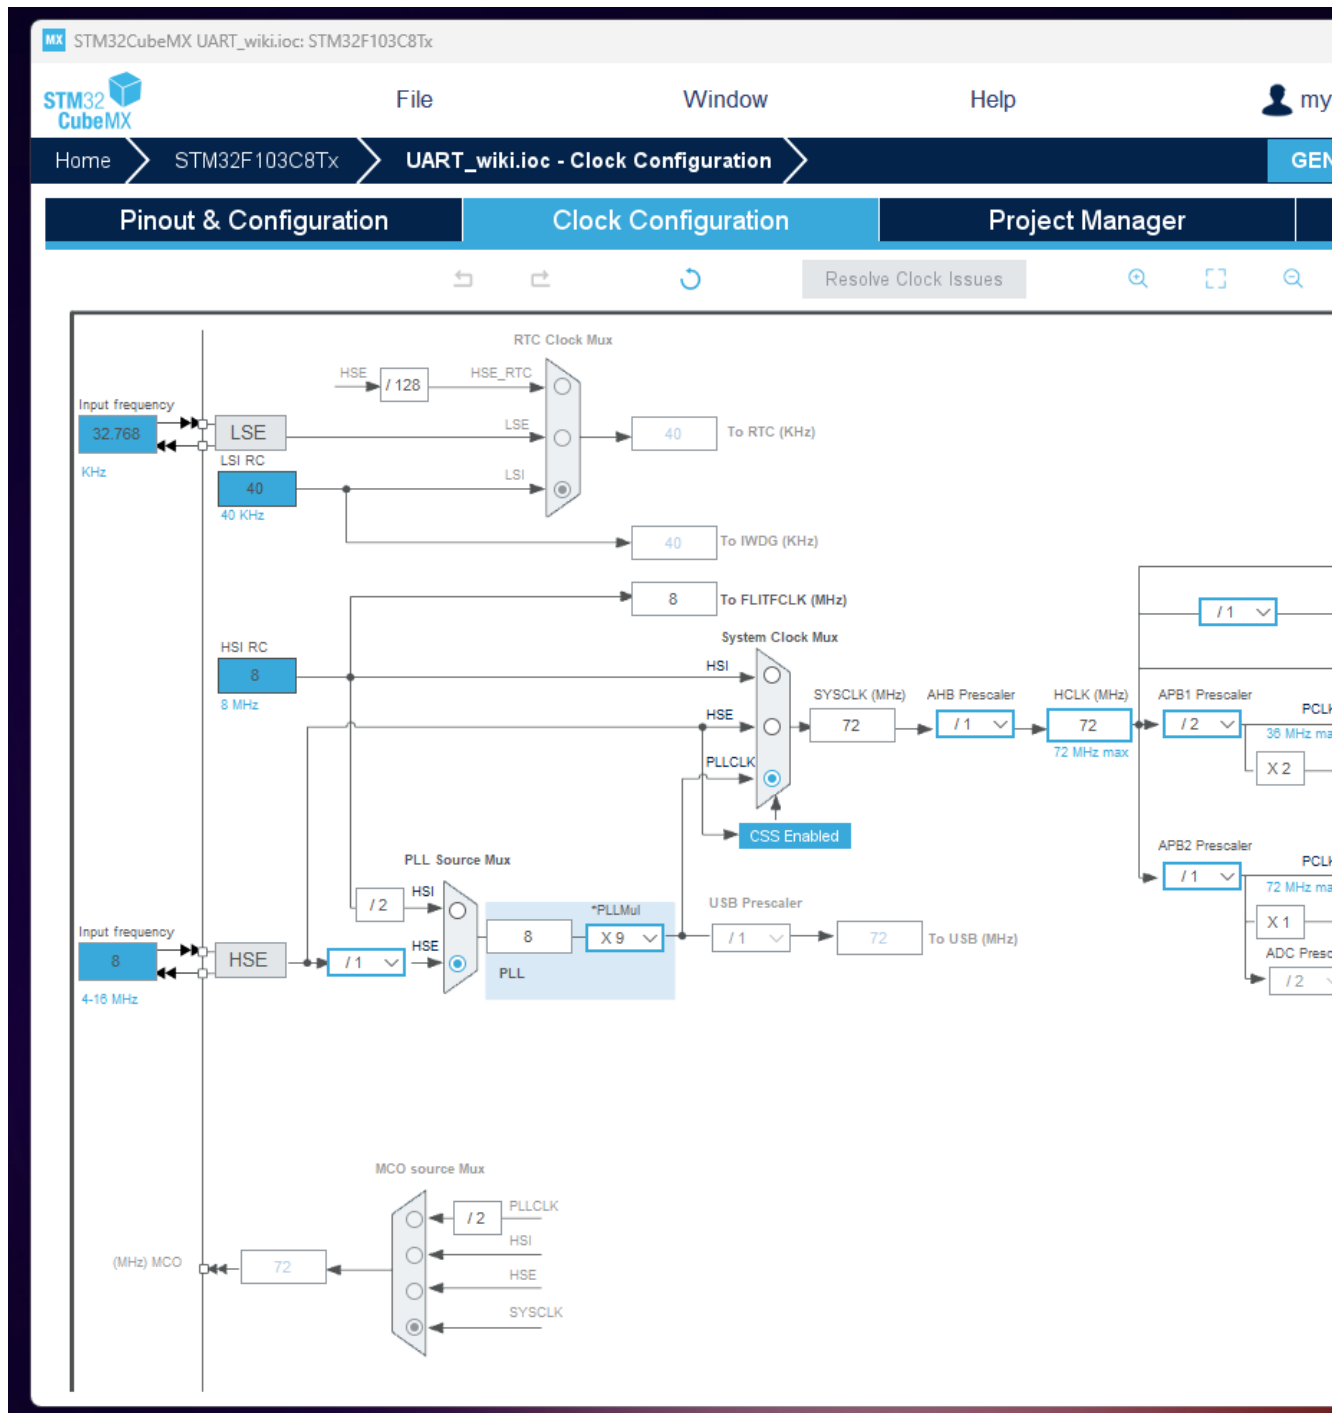 MX STM32CubeMX UART_wiki.ioc: STM32F103C8Tx
STM32
CubeMX
File
Window
Help
my
Home
STM32F103C8Tx
UART_wiki.ioc - Clock Configuration
GEN
Pinout & Configuration
Clock Configuration
Project Manager
Resolve Clock Issues
RTC Clock Mux
HSE
/ 128
HSE_RTC
Input frequency
32.768
KHz
LSE
LSE
40
To RTC (KHz)
LSI RC
40
40 KHz
LSI
40
To IWDG (KHz)
8
To FLITFCLK (MHz)
/ 1
System Clock Mux
HSI RC
8
8 MHz
HSI
HSE
PLLCLK
SYSCLK (MHz)
72
AHB Prescaler
/ 1
HCLK (MHz)
72
72 MHz max
APB1 Prescaler
/ 2
PCLK
36 MHz ma
X 2
CSS Enabled
APB2 Prescaler
/ 1
PCLK
72 MHz ma
X 1
ADC Presc
/ 2
PLL Source Mux
/ 2
HSI
HSE
*PLLMul
8
X 9
PLL
USB Prescaler
/ 1
72
To USB (MHz)
Input frequency
8
4-16 MHz
HSE
/ 1
MCO source Mux
/ 2
PLLCLK
HSI
HSE
SYSCLK
(MHz) MCO
72